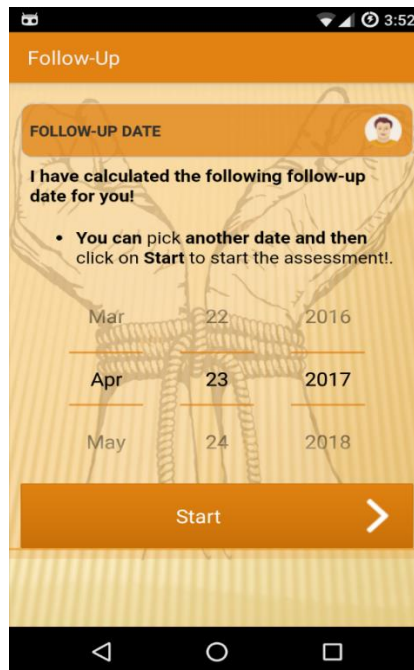 3:52
Follow-Up
FOLLOW-UP DATE
I have calculated the following follow-up
date for you!
• You can pick another date and then
click on Start to start the assessment!.
Mar 22 2016
Apr 23 2017
May 24 2018
Start